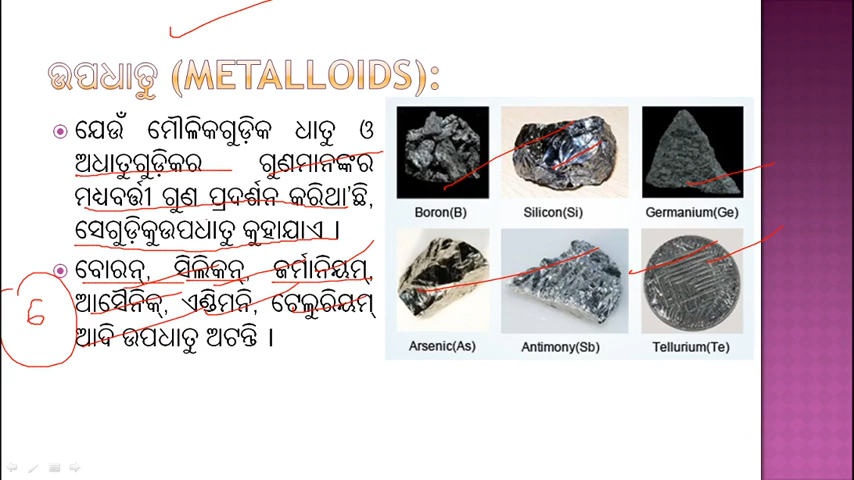 ଉପଧାତୁ (METALLOIDS):
ଯେଉଁ ମୌଳିକଗୁଡ଼ିକ ଧାତୁ ଓ
ଅଧାତୁଗୁଡ଼ିକର ଗୁଣମାନଙ୍କର
ମଧ୍ୟବର୍ତ୍ତୀ ଗୁଣ ପ୍ରଦର୍ଶନ କରିଥା'ନ୍ତି,
ସେଗୁଡ଼ିକୁଉପଧାତୁ କୁହାଯାଏ ।
ବୋରନ୍, ସିଲିକନ୍, ଜର୍ମାନିୟମ୍,
ଆର୍ସେନିକ୍, ଏଣ୍ଟିମନି, ଟେଲୁରିୟମ୍
ଆଦି ଉପଧାତୁ ଅଟନ୍ତି ।
6
Boron(B) Silicon(Si) Germanium(Ge)
Arsenic(As) Antimony(Sb) Tellurium(Te)